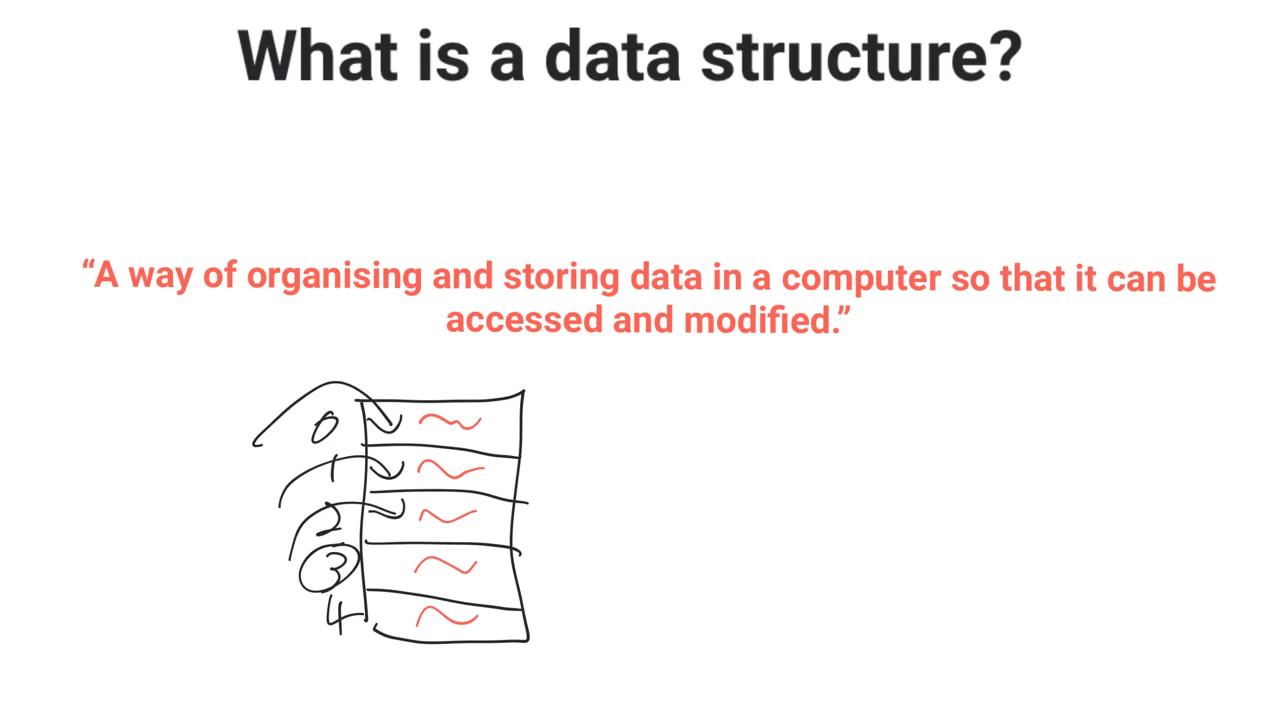 What is a data structure?
“A way of organising and storing data in a computer so that it can be
accessed and modified.”
0
1
2
3
4